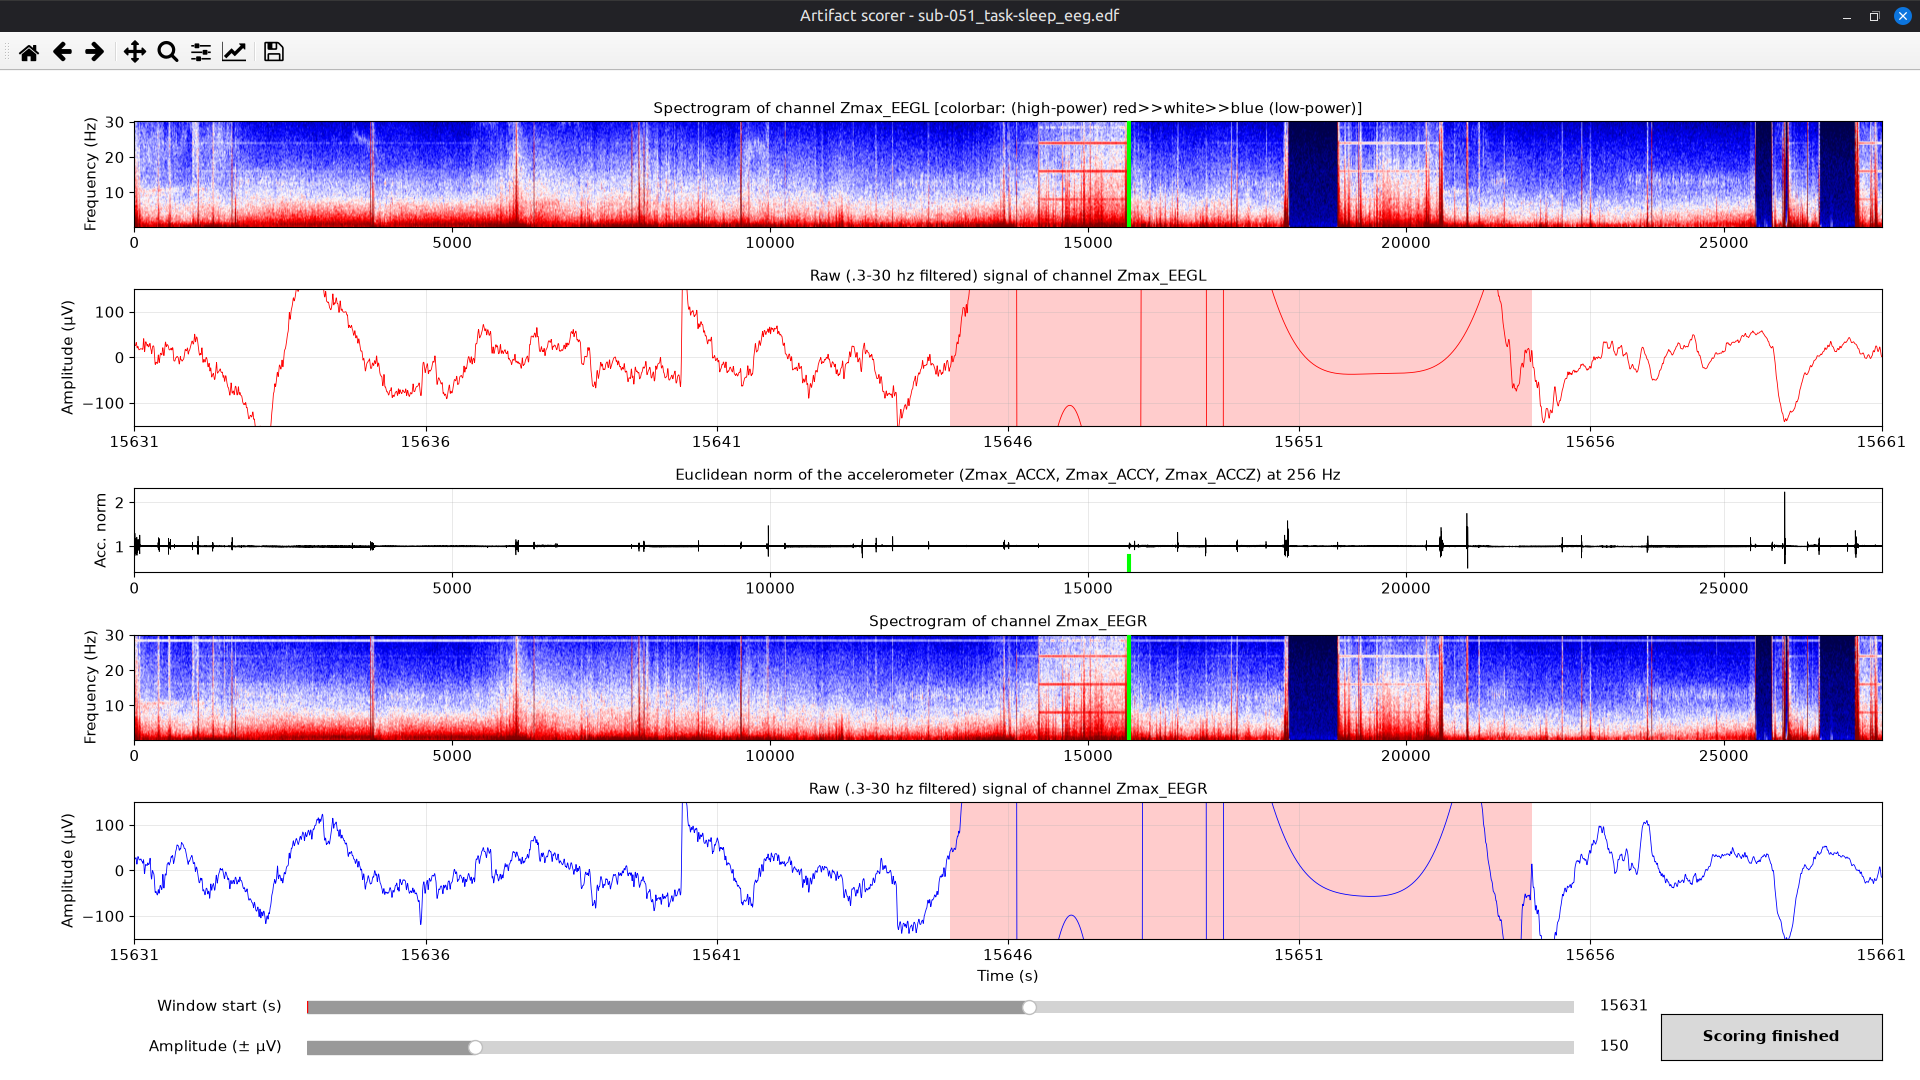 Artifact scorer - sub-051_task-sleep_eeg.edf
Spectrogram of channel Zmax_EEGL [colorbar: (high-power) red>>white>>blue (low-power)]
Frequency (Hz)
30
20
10
0 5000 10000 15000 20000 25000
Raw (.3-30 hz filtered) signal of channel Zmax_EEGL
Amplitude (µV)
100
0
−100
15631 15636 15641 15646 15651 15656 15661
Euclidean norm of the accelerometer (Zmax_ACCX, Zmax_ACCY, Zmax_ACCZ) at 256 Hz
Acc. norm
2
1
0 5000 10000 15000 20000 25000
Spectrogram of channel Zmax_EEGR
Frequency (Hz)
30
20
10
0 5000 10000 15000 20000 25000
Raw (.3-30 hz filtered) signal of channel Zmax_EEGR
Amplitude (µV)
100
0
−100
15631 15636 15641 15646 15651 15656 15661
Time (s)
Window start (s) 15631
Amplitude (± µV) 150
Scoring finished